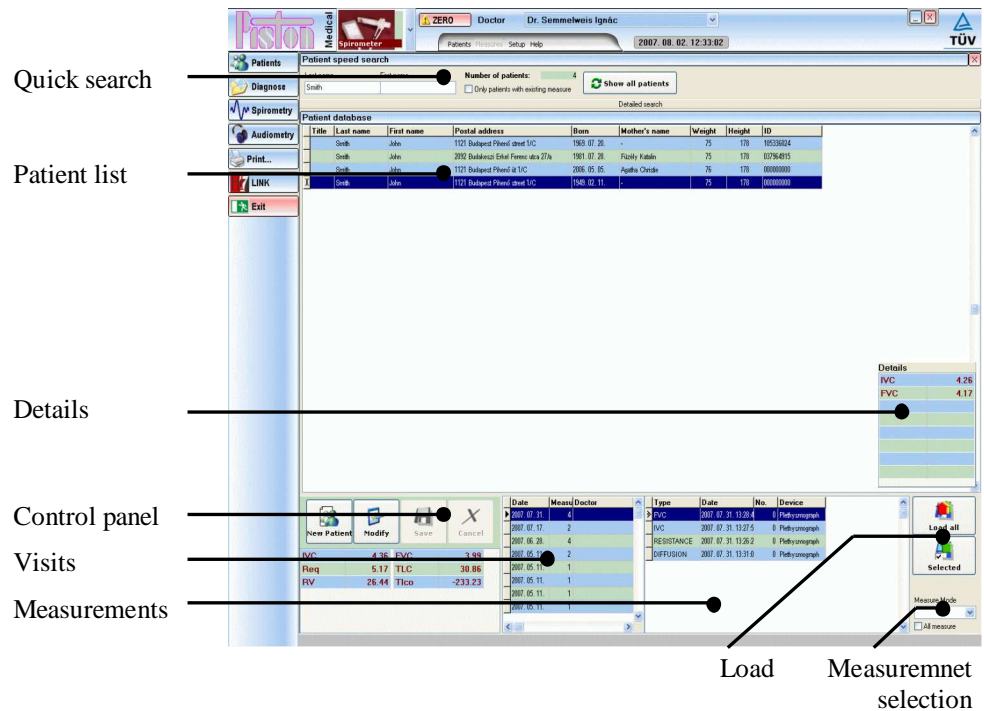 Piston Medical
Spirometer
ZERO Doctor Dr. Semmelweis Ignác
Patients Measures Setup Help 2007. 08. 02. 12:33:02
TÜV
Patients
Diagnose
Spirometry
Audiometry
Print...
LINK
Exit
Quick search
Patient list
Details
Control panel
Visits
Measurements
Patient speed search
Number of patients: 4
Smith
Only patients with existing measure
Show all patients
Detailed search
Patient database
Title Last name First name Postal address Born Mother's name Weight Height ID
Smith John 1121 Budapest Pihenő street 1/C 1969. 07. 20. - 75 178 105336024
Smith John 2092 Budakeszi Erkel Ferenc utca 27/a 1981. 07. 28. Füzély Katalin 75 178 037964915
Smith John 1121 Budapest Pihenő út 1/C 2006. 05. 05. Agatha Christie 76 178 000000000
Smith John 1121 Budapest Pihenő street 1/C 1949. 02. 11. - 75 178 000000000
Details
IVC 4.26
FVC 4.17
New Patient Modify Save Cancel
IVC 4.36 FVC 3.99
Req 5.17 TLC 30.86
RV 26.44 Tlco -233.23
Date Measu Doctor
2007. 07. 31. 4
2007. 07. 17. 2
2007. 06. 28. 4
2007. 05. 11. 2
2007. 05. 11. 1
2007. 05. 11. 1
2007. 05. 11. 1
2007. 05. 11. 1
Type Date No. Device
FVC 2007. 07. 31. 13:28:4 0 Plethysmograph
IVC 2007. 07. 31. 13:27:5 0 Plethysmograph
RESISTANCE 2007. 07. 31. 13:26:2 0 Plethysmograph
DIFFUSION 2007. 07. 31. 13:31:0 0 Plethysmograph
Load all
Selected
Measure Mode
All measure
Load
Measuremnet
selection